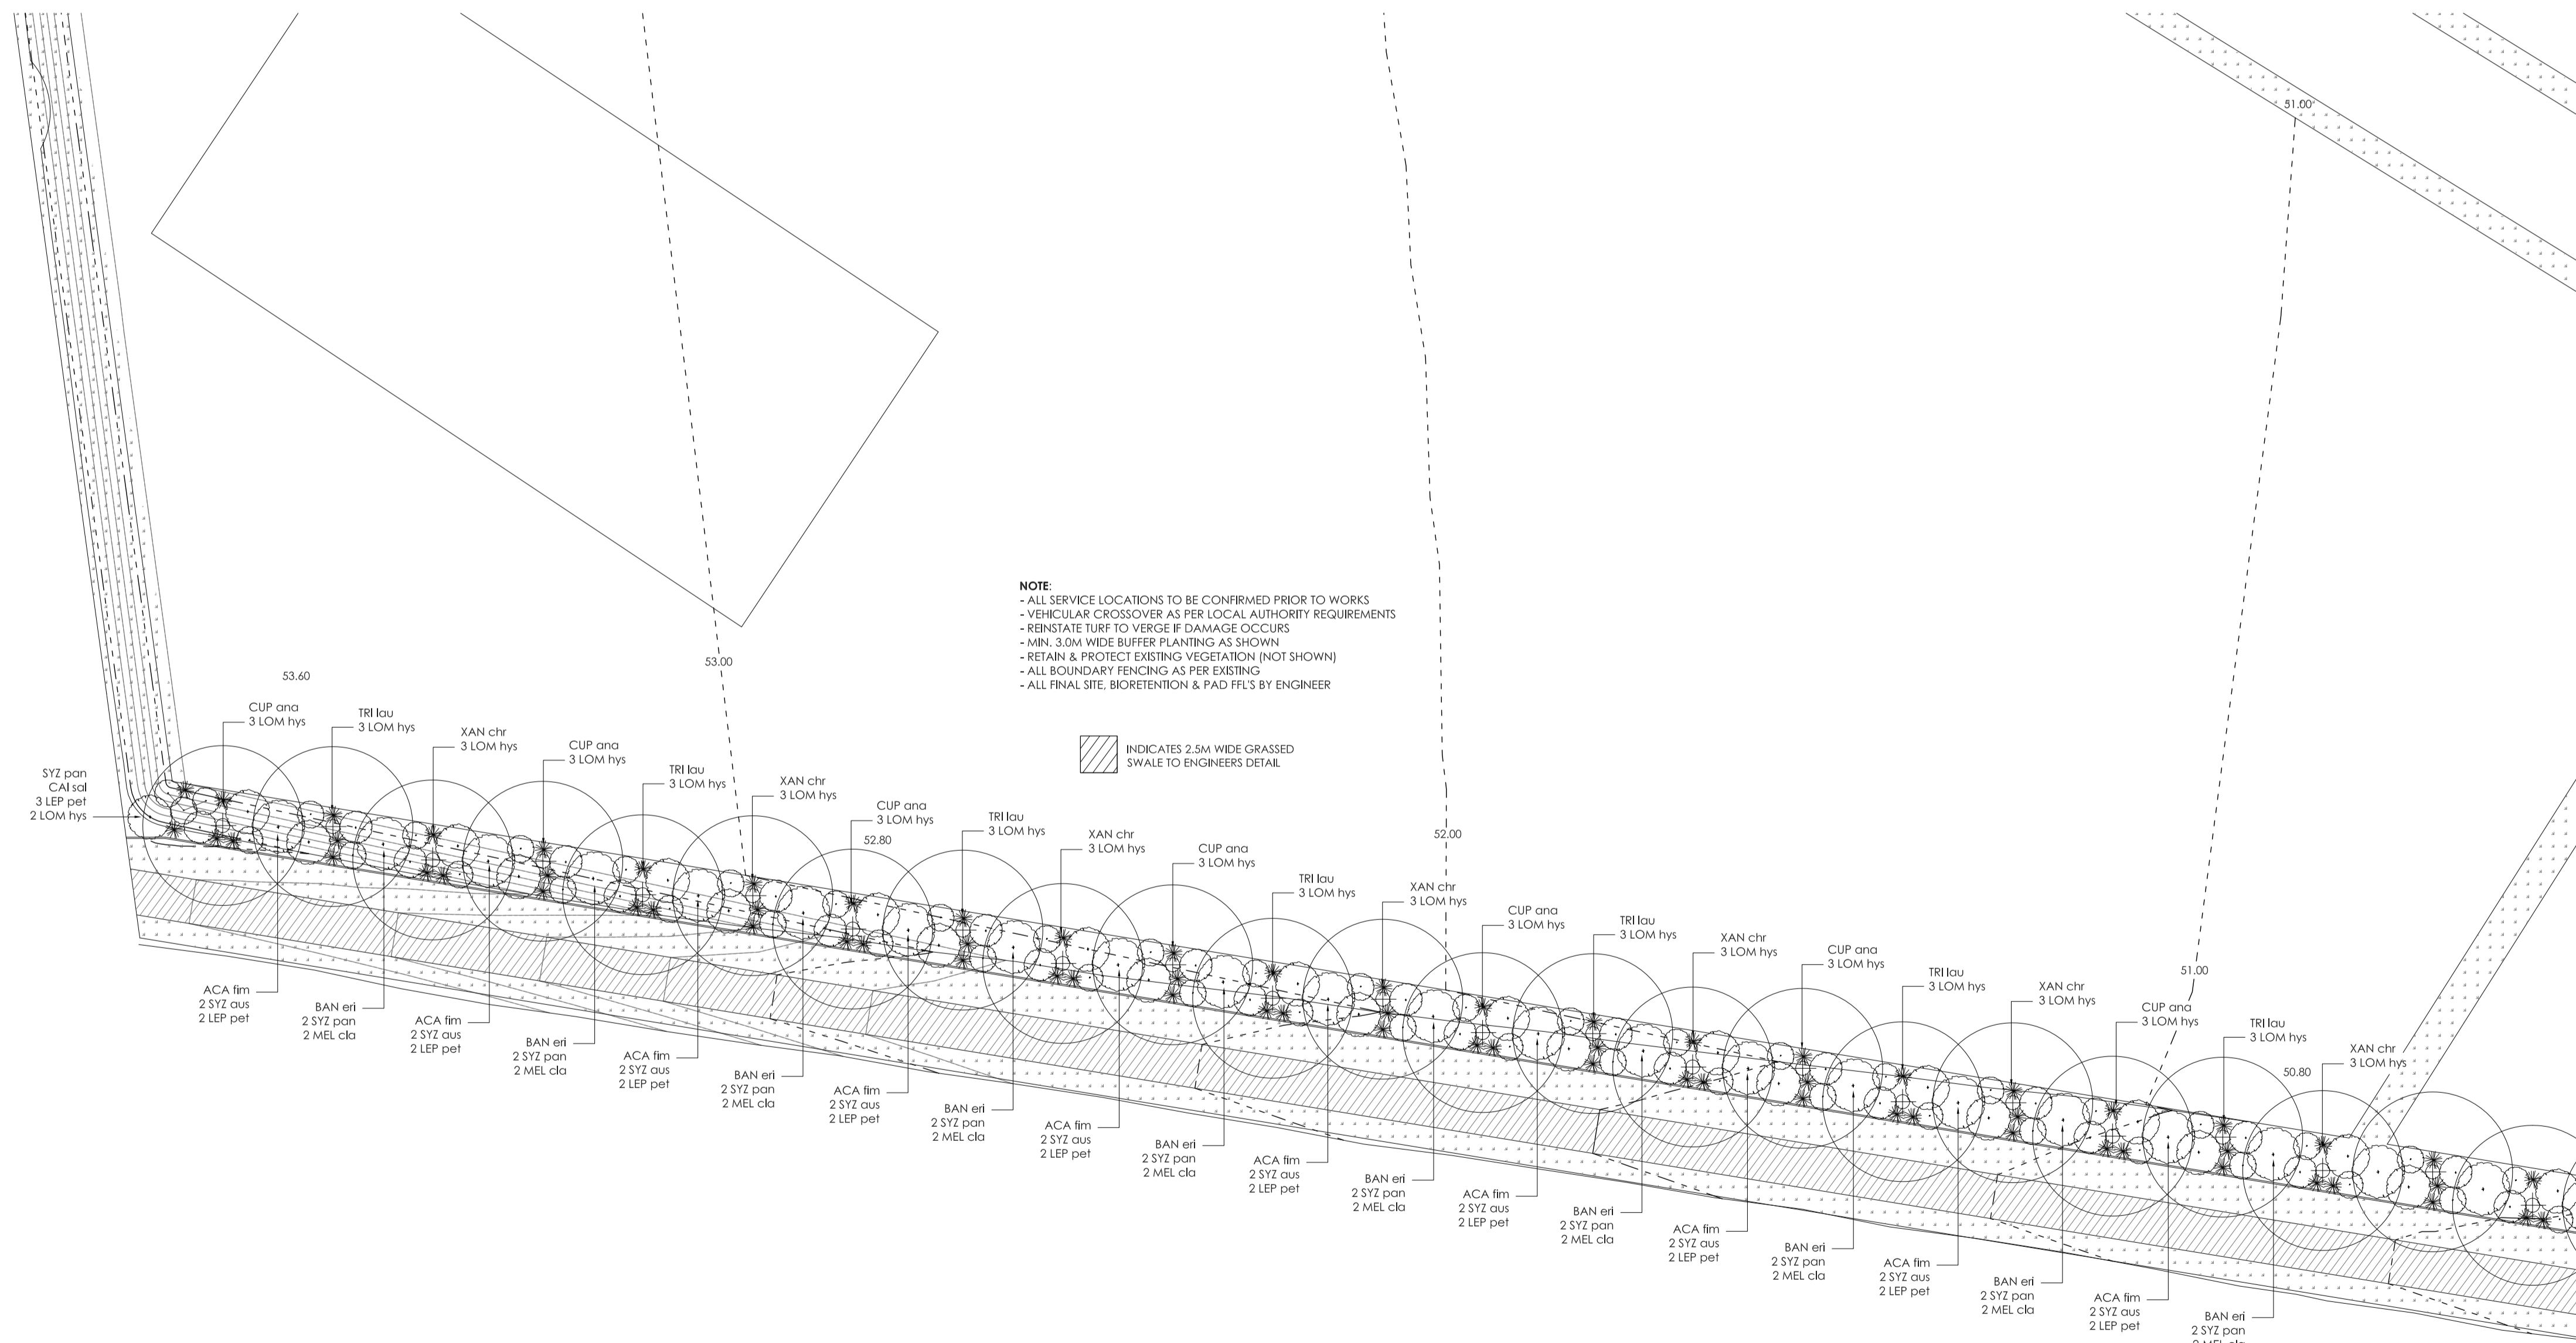 51.00
NOTE:
- ALL SERVICE LOCATIONS TO BE CONFIRMED PRIOR TO WORKS
- VEHICULAR CROSSOVER AS PER LOCAL AUTHORITY REQUIREMENTS
- REINSTATE TURF TO VERGE IF DAMAGE OCCURS
- MIN. 3.0M WIDE BUFFER PLANTING AS SHOWN
- RETAIN & PROTECT EXISTING VEGETATION (NOT SHOWN)
- ALL BOUNDARY FENCING AS PER EXISTING
- ALL FINAL SITE, BIORETENTION & PAD FFL'S BY ENGINEER
INDICATES 2.5M WIDE GRASSED
SWALE TO ENGINEERS DETAIL
53.60
53.00
52.80
52.00
51.00
50.80
SYZ pan
CAl sal
3 LEP pet
2 LOM hys
CUP ana
3 LOM hys
TRI lau
3 LOM hys
XAN chr
3 LOM hys
CUP ana
3 LOM hys
TRI lau
3 LOM hys
XAN chr
3 LOM hys
CUP ana
3 LOM hys
TRI lau
3 LOM hys
XAN chr
3 LOM hys
CUP ana
3 LOM hys
TRI lau
3 LOM hys
XAN chr
3 LOM hys
CUP ana
3 LOM hys
TRI lau
3 LOM hys
XAN chr
3 LOM hys
CUP ana
3 LOM hys
TRI lau
3 LOM hys
XAN chr
3 LOM hys
CUP ana
3 LOM hys
TRI lau
3 LOM hys
XAN chr
3 LOM hys
ACA fim
2 SYZ aus
2 LEP pet
BAN eri
2 SYZ pan
2 MEL cla
ACA fim
2 SYZ aus
2 LEP pet
BAN eri
2 SYZ pan
2 MEL cla
ACA fim
2 SYZ aus
2 LEP pet
BAN eri
2 SYZ pan
2 MEL cla
ACA fim
2 SYZ aus
2 LEP pet
BAN eri
2 SYZ pan
2 MEL cla
ACA fim
2 SYZ aus
2 LEP pet
BAN eri
2 SYZ pan
2 MEL cla
ACA fim
2 SYZ aus
2 LEP pet
BAN eri
2 SYZ pan
2 MEL cla
ACA fim
2 SYZ aus
2 LEP pet
BAN eri
2 SYZ pan
2 MEL cla
ACA fim
2 SYZ aus
2 LEP pet
BAN eri
2 SYZ pan
2 MEL cla
ACA fim
2 SYZ aus
2 LEP pet
BAN eri
2 SYZ pan
2 MEL cla
ACA fim
2 SYZ aus
2 LEP pet
BAN eri
2 SYZ pan
2 MEL cla